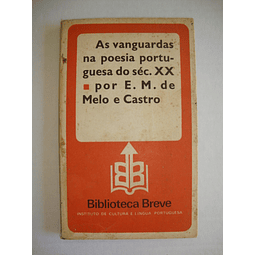 As vanguardas
na poesia portu-
guesa do séc. XX
por E. M. de
Melo e Castro
Biblioteca Breve
INSTITUTO DE CULTURA E LÍNGUA PORTUGUESA